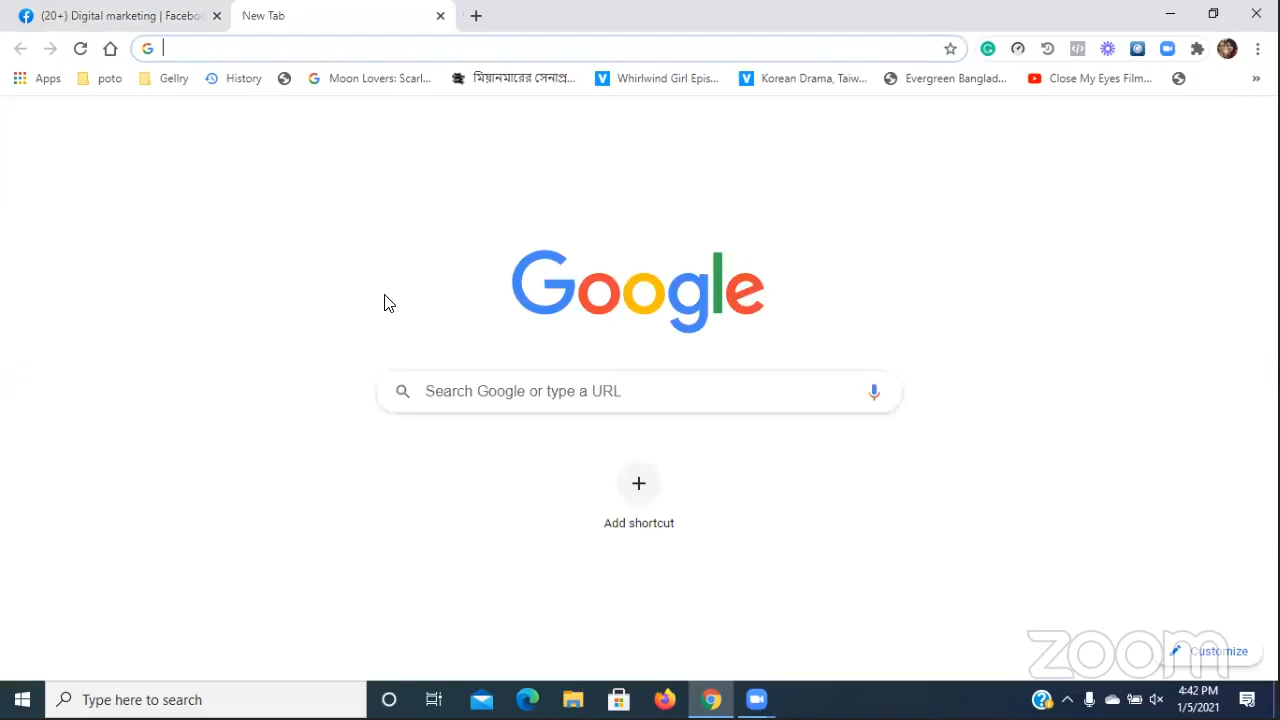 (20+) Digital marketing | Facebo
New Tab
Apps
poto
Gellry
History
Moon Lovers: Scarl...
মিয়ানমারের সেনাপ্র...
Whirlwind Girl Epis...
Korean Drama, Taiw...
Evergreen Banglad...
Close My Eyes Film...
»
Google
Search Google or type a URL
Add shortcut
zoom
Customize
Type here to search
4:42 PM
1/5/2021